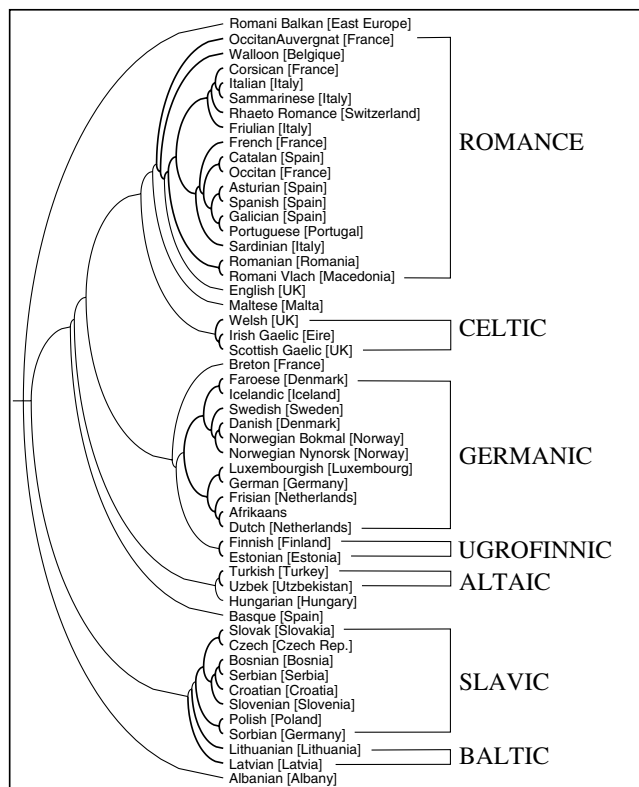 Romani Balkan [East Europe]
OccitanAuvergnat [France]
Walloon [Belgique]
Corsican [France]
Italian [Italy]
Sammarinese [Italy]
Rhaeto Romance [Switzerland]
Friulian [Italy]
French [France]
Catalan [Spain]
Occitan [France]
Asturian [Spain]
Spanish [Spain]
Galician [Spain]
Portuguese [Portugal]
Sardinian [Italy]
Romanian [Romania]
Romani Vlach [Macedonia]
ROMANCE
English [UK]
Maltese [Malta]
Welsh [UK]
Irish Gaelic [Eire]
Scottish Gaelic [UK]
CELTIC
Breton [France]
Faroese [Denmark]
Icelandic [Iceland]
Swedish [Sweden]
Danish [Denmark]
Norwegian Bokmal [Norway]
Norwegian Nynorsk [Norway]
Luxembourgish [Luxembourg]
German [Germany]
Frisian [Netherlands]
Afrikaans
Dutch [Netherlands]
GERMANIC
Finnish [Finland]
Estonian [Estonia]
UGROFINNIC
Turkish [Turkey]
Uzbek [Utzbekistan]
ALTAIC
Hungarian [Hungary]
Basque [Spain]
Slovak [Slovakia]
Czech [Czech Rep.]
Bosnian [Bosnia]
Serbian [Serbia]
Croatian [Croatia]
Slovenian [Slovenia]
Polish [Poland]
Sorbian [Germany]
SLAVIC
Lithuanian [Lithuania]
Latvian [Latvia]
BALTIC
Albanian [Albany]